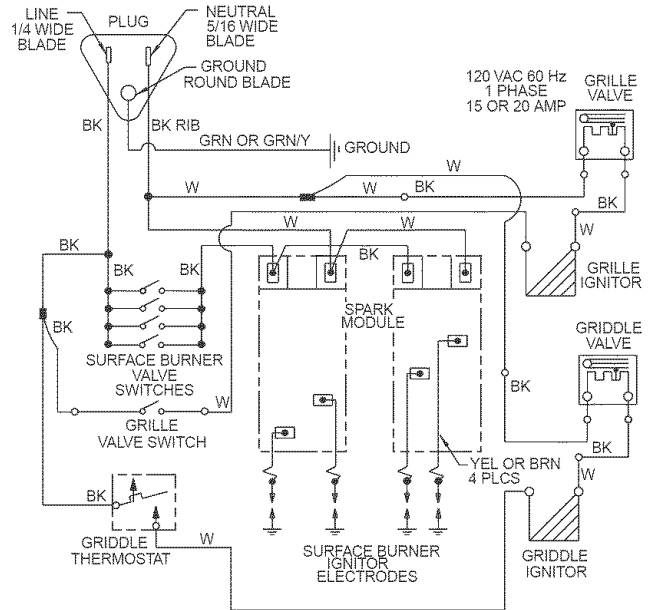 LINE
1/4 WIDE
BLADE
PLUG
NEUTRAL
5/16 WIDE
BLADE
GROUND
ROUND BLADE
120 VAC 60 Hz
1 PHASE
15 OR 20 AMP
GRILLE
VALVE
BK
BK RIB
GRN OR GRN/Y
GROUND
W
W
W
BK
BK
W
W
W
BK
BK
BK
BK
GRILLE
IGNITOR
SPARK
MODULE
BK
GRIDDLE
VALVE
SURFACE BURNER
VALVE
SWITCHES
BK
W
GRILLE
VALVE SWITCH
BK
W
YEL OR BRN
4 PLCS
BK
GRIDDLE
THERMOSTAT
W
SURFACE BURNER
IGNITOR
ELECTRODES
GRIDDLE
IGNITOR